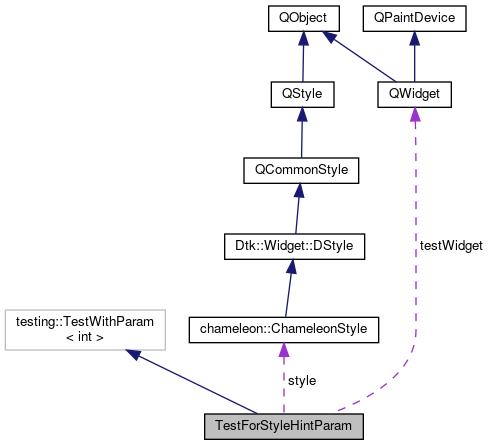 QObject
QPaintDevice
QStyle
QWidget
QCommonStyle
Dtk::Widget::DStyle
testWidget
testing::TestWithParam
< int >
chameleon::ChameleonStyle
style
TestForStyleHintParam